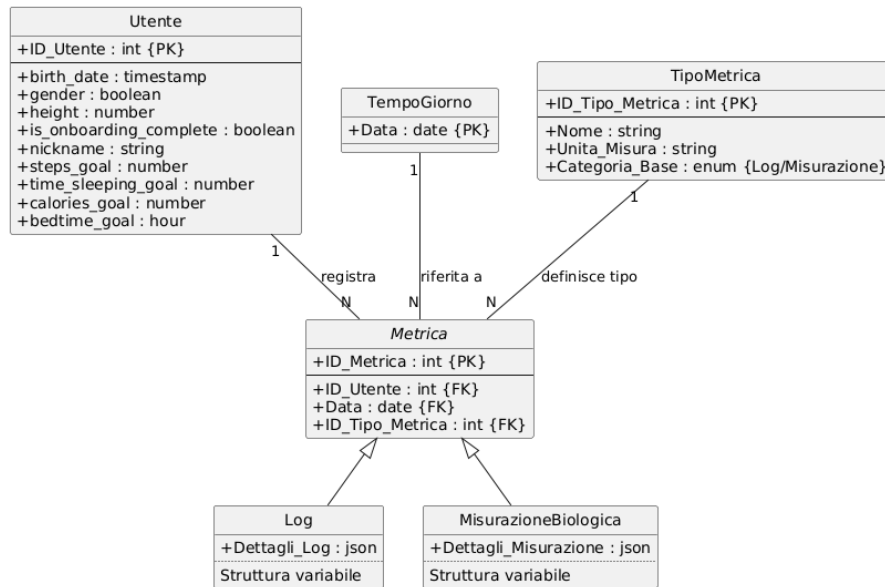 Utente
+ID_Utente : int {PK}
+birth_date : timestamp
+gender : boolean
+height : number
+is_onboarding_complete : boolean
+nickname : string
+steps_goal : number
+time_sleeping_goal : number
+calories_goal : number
+bedtime_goal : hour
TempoGiorno
+Data : date {PK}
TipoMetrica
+ID_Tipo_Metrica : int {PK}
+Nome : string
+Unita_Misura : string
+Categoria_Base : enum {Log/Misurazione}
1
registra
N
1
riferita a
N
1
definisce tipo
N
Metrica
+ID_Metrica : int {PK}
+ID_Utente : int {FK}
+Data : date {FK}
+ID_Tipo_Metrica : int {FK}
Log
+Dettagli_Log : json
Struttura variabile
MisurazioneBiologica
+Dettagli_Misurazione : json
Struttura variabile